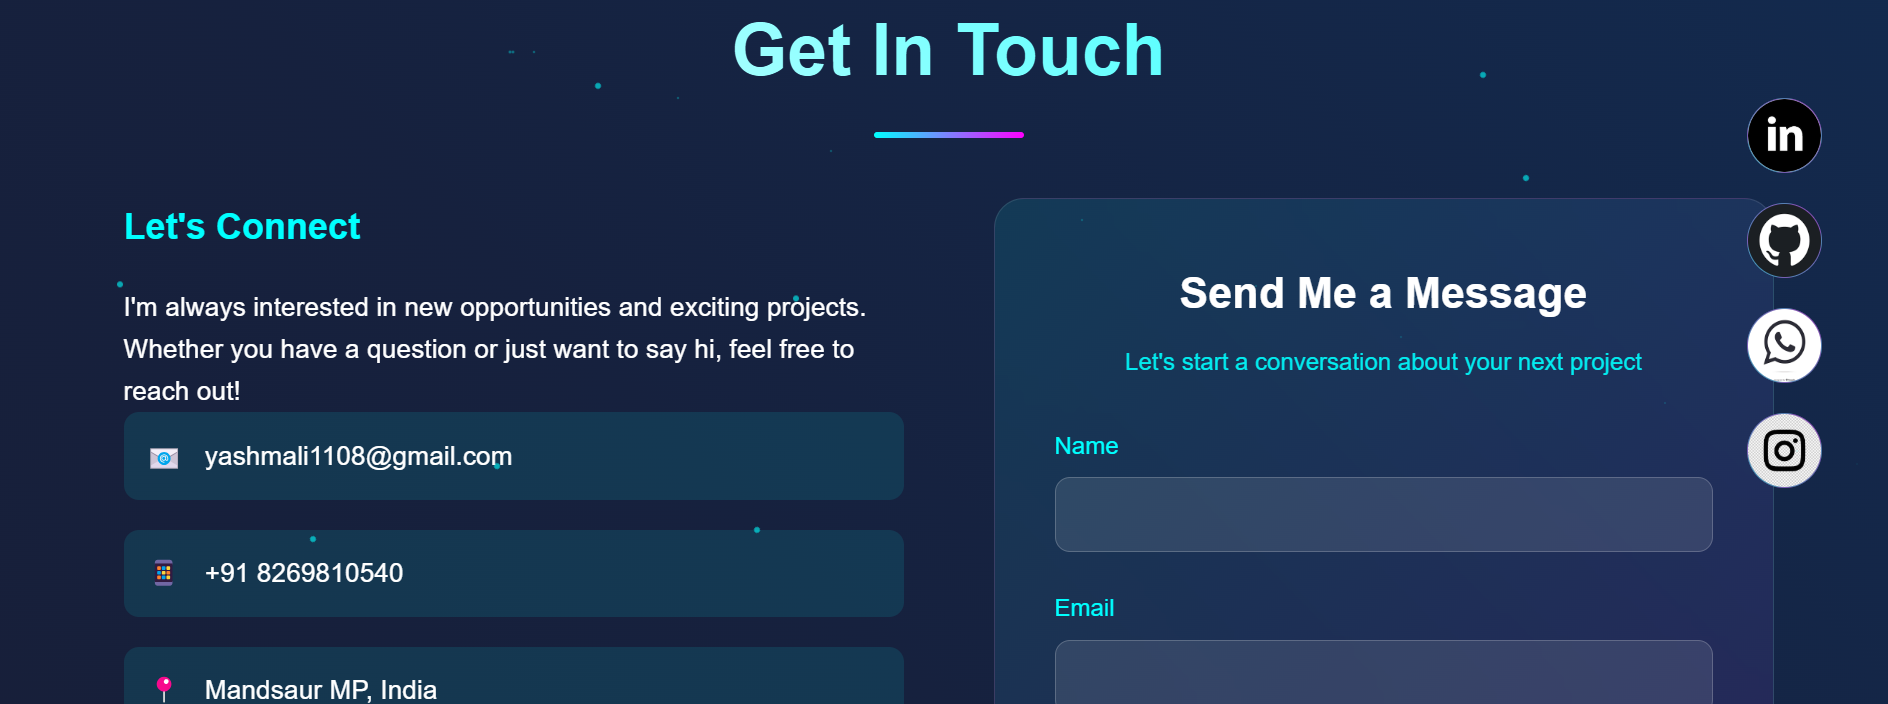 Get In Touch
Let's Connect
I'm always interested in new opportunities and exciting projects.
Whether you have a question or just want to say hi, feel free to
reach out!
yashmali1108@gmail.com
+91 8269810540
Mandsaur MP, India
Send Me a Message
Let's start a conversation about your next project
Name
Email
in